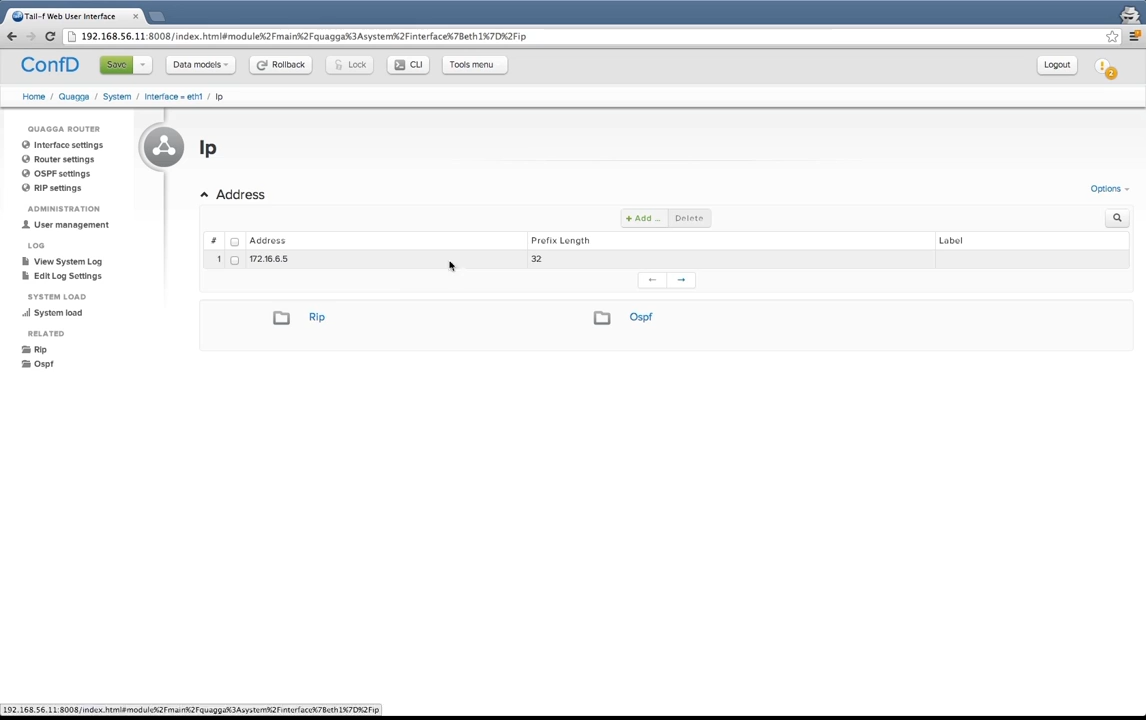 Tail-f Web User Interface
192.168.56.11:8008/index.html#module%2Fmain%2Fquagga%3Asystem%2Finterface%7Beth1%7D%2Fip
ConfD
Save
Data models
Rollback
Lock
CLI
Tools menu
Logout
2
Home / Quagga / System / Interface = eth1 / Ip
QUAGGA ROUTER
Interface settings
Router settings
OSPF settings
RIP settings
ADMINISTRATION
User management
LOG
View System Log
Edit Log Settings
SYSTEM LOAD
System load
RELATED
Rip
Ospf
Ip
Address
Options
+ Add ...
Delete
# Address Prefix Length Label
1 172.16.6.5 32
← →
Rip
Ospf
192.168.56.11:8008/index.html#module%2Fmain%2Fquagga%3Asystem%2Finterface%7Beth1%7D%2Fip